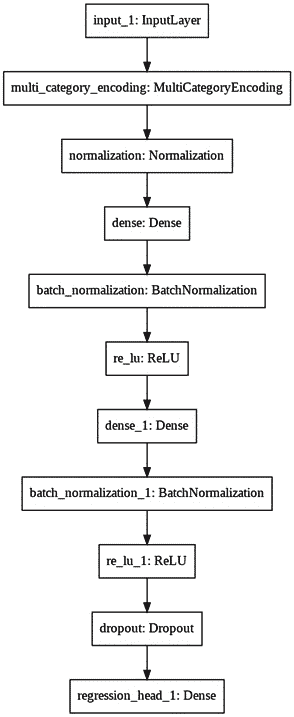 input_1: InputLayer
multi_category_encoding: MultiCategoryEncoding
normalization: Normalization
dense: Dense
batch_normalization: BatchNormalization
re_lu: ReLU
dense_1: Dense
batch_normalization_1: BatchNormalization
re_lu_1: ReLU
dropout: Dropout
regression_head_1: Dense